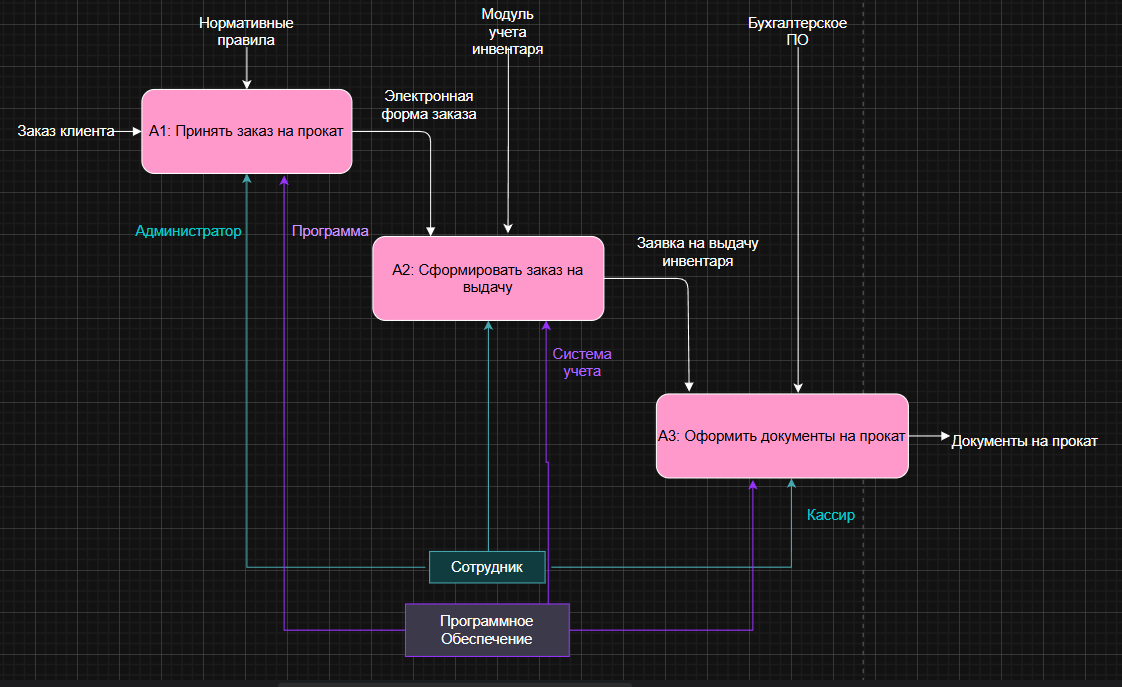 Нормативные
правила
Модуль
учета
инвентаря
Бухгалтерское
ПО
Электронная
форма заказа
Заказ клиента
А1: Принять заказ на прокат
Администратор
Программа
А2: Сформировать заказ на
выдачу
Заявка на выдачу
инвентаря
Система
учета
А3: Оформить документы на прокат
Документы на прокат
Кассир
Сотрудник
Программное
Обеспечение